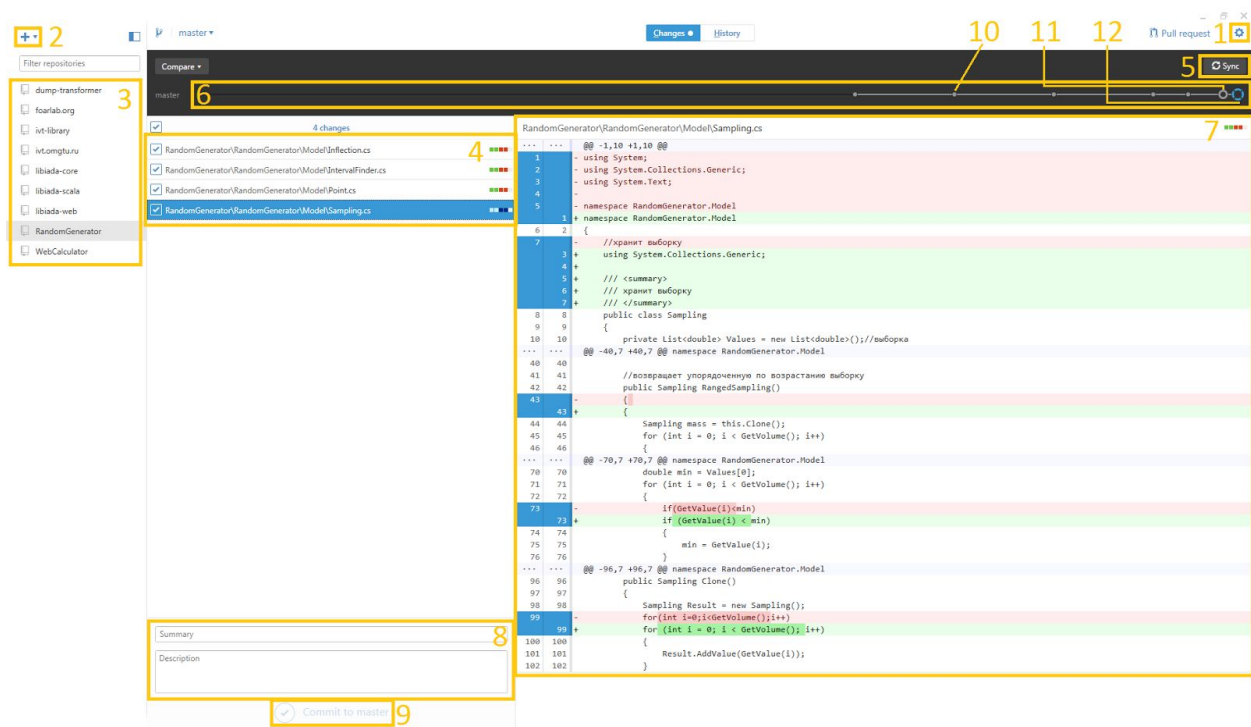 + 2
master
Changes
History
10
11
12
Pull request
1
Filter repositories
Compare
5
Sync
master
6
dump-transformer
3
foarlab.org
ivt-library
ivt.omgtu.ru
libiada-core
libiada-scala
libiada-web
RandomGenerator
WebCalculator
4 changes
4
RandomGenerator\RandomGenerator\Model\Inflection.cs
RandomGenerator\RandomGenerator\Model\IntervalFinder.cs
RandomGenerator\RandomGenerator\Model\Point.cs
RandomGenerator\RandomGenerator\Model\Sampling.cs
Summary
8
Description
Commit to master
9
RandomGenerator\RandomGenerator\Model\Sampling.cs
7
... ... @@ -1,10 +1,10 @@
1 - using System;
2 - using System.Collections.Generic;
3 - using System.Text;
4 -
5 - namespace RandomGenerator.Model
1 + namespace RandomGenerator.Model
6 2 {
7 - //хранит выборку
3 + using System.Collections.Generic;
4 +
5 + /// <summary>
6 + /// хранит выборку
7 + /// </summary>
8 8 public class Sampling
9 9 {
10 10 private List<double> Values = new List<double>();//выборка
... ... @@ -40,7 +40,7 @@ namespace RandomGenerator.Model
40 40
41 41 //возвращает упорядоченную по возрастанию выборку
42 42 public Sampling RangedSampling()
43 - {
43 + {
44 44 Sampling mass = this.Clone();
45 45 for (int i = 0; i < GetVolume(); i++)
46 46 {
... ... @@ -70,7 +70,7 @@ namespace RandomGenerator.Model
70 70 double min = Values[0];
71 71 for (int i = 0; i < GetVolume(); i++)
72 72 {
73 - if(GetValue(i)<min)
73 + if (GetValue(i) < min)
74 74 {
75 75 min = GetValue(i);
76 76 }
... ... @@ -96,7 +96,7 @@ namespace RandomGenerator.Model
96 96 public Sampling Clone()
97 97 {
98 98 Sampling Result = new Sampling();
99 - for(int i=0;i<GetVolume();i++)
99 + for (int i = 0; i < GetVolume(); i++)
100 100 {
101 101 Result.AddValue(GetValue(i));
102 102 }